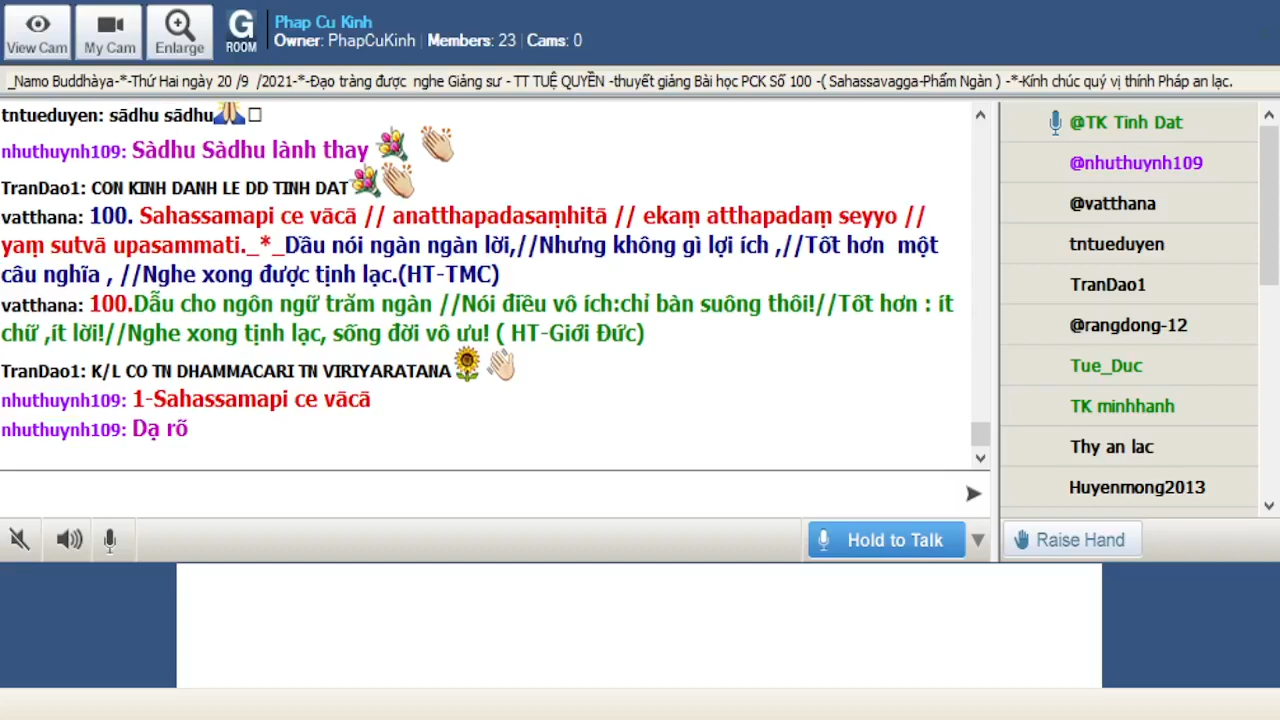 View Cam
My Cam
Enlarge
G
ROOM
Phap Cu Kinh
Owner: PhapCuKinh | Members: 23 | Cams: 0
_Namo Buddhàya-*-Thứ Hai ngày 20 /9 /2021-*-Đạo tràng được nghe Giảng sư - TT TUỆ QUYỀN -thuyết giảng Bài học PCK Số 100 -( Sahassavagga-Phẩm Ngàn ) -*-Kính chúc quý vị thính Pháp an lạc.
tntueduyen: sādhu sādhu🙏□
nhuthuynh109: Sàdhu Sàdhu lành thay 💐 👏
TranDao1: CON KINH DANH LE DD TINH DAT💐👏
vatthana: 100. Sahassamapi ce vācā // anatthapadasaṃhitā // ekaṃ atthapadaṃ seyyo //
yaṃ sutvā upasammati._*_Dầu nói ngàn ngàn lời,//Nhưng không gì lợi ích ,//Tốt hơn một
câu nghĩa , //Nghe xong được tịnh lạc.(HT-TMC)
vatthana: 100.Dẫu cho ngôn ngữ trăm ngàn //Nói điều vô ích:chỉ bàn suông thôi!//Tốt hơn : ít
chữ ,ít lời!//Nghe xong tịnh lạc, sống đời vô ưu! ( HT-Giới Đức)
TranDao1: K/L CO TN DHAMMACARI TN VIRIYARATANA🌻👏
nhuthuynh109: 1-Sahassamapi ce vācā
nhuthuynh109: Dạ rõ
@TK Tinh Dat
@nhuthuynh109
@vatthana
tntueduyen
TranDao1
@rangdong-12
Tue_Duc
TK minhhanh
Thy an lac
Huyenmong2013
Hold to Talk
Raise Hand